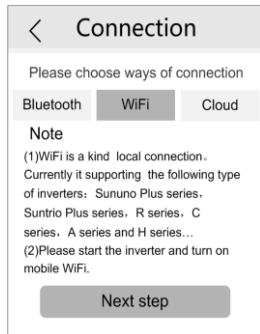 Connection
Please choose ways of connection
Bluetooth WiFi Cloud
Note
(1)WiFi is a kind local connection。
Currently it supporting the following type
of inverters：Sununo Plus series、
Suntrio Plus series，R series，C
series，A series and H series…
(2)Please start the inverter and turn on
mobile WiFi.
Next step